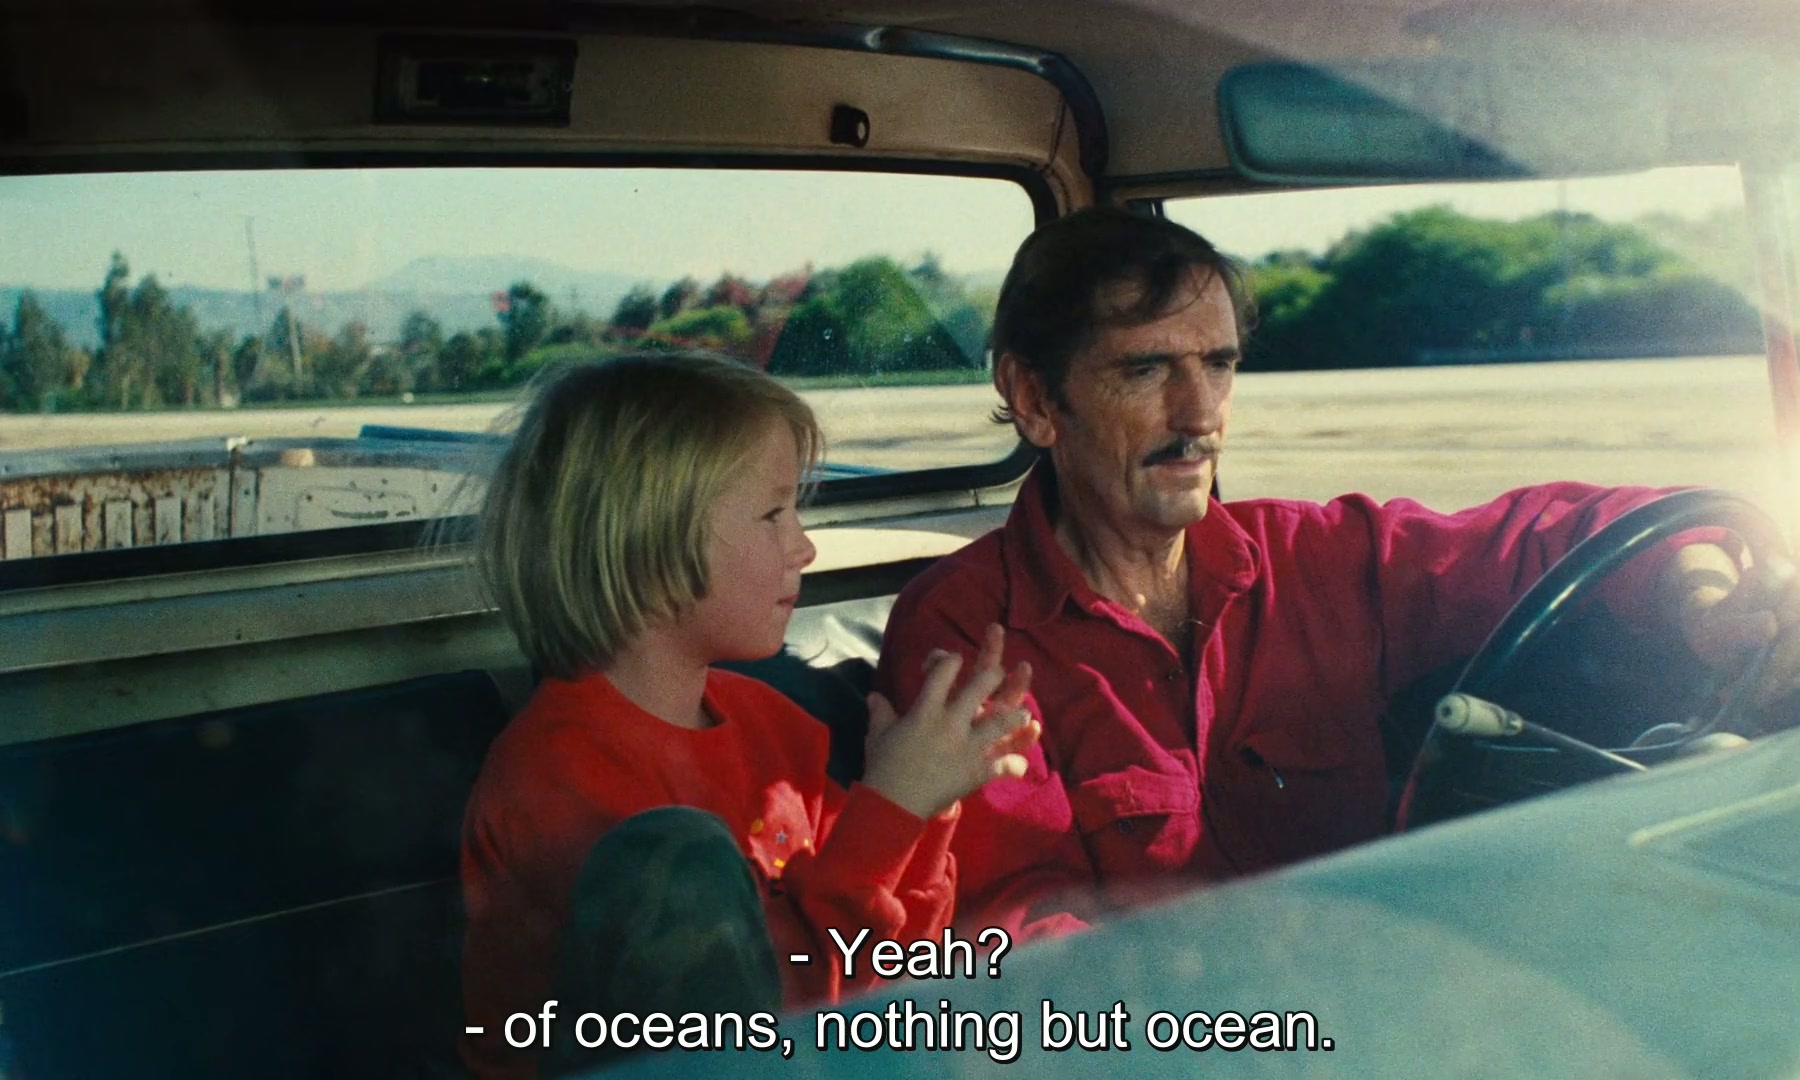 - Yeah?
- of oceans, nothing but ocean.